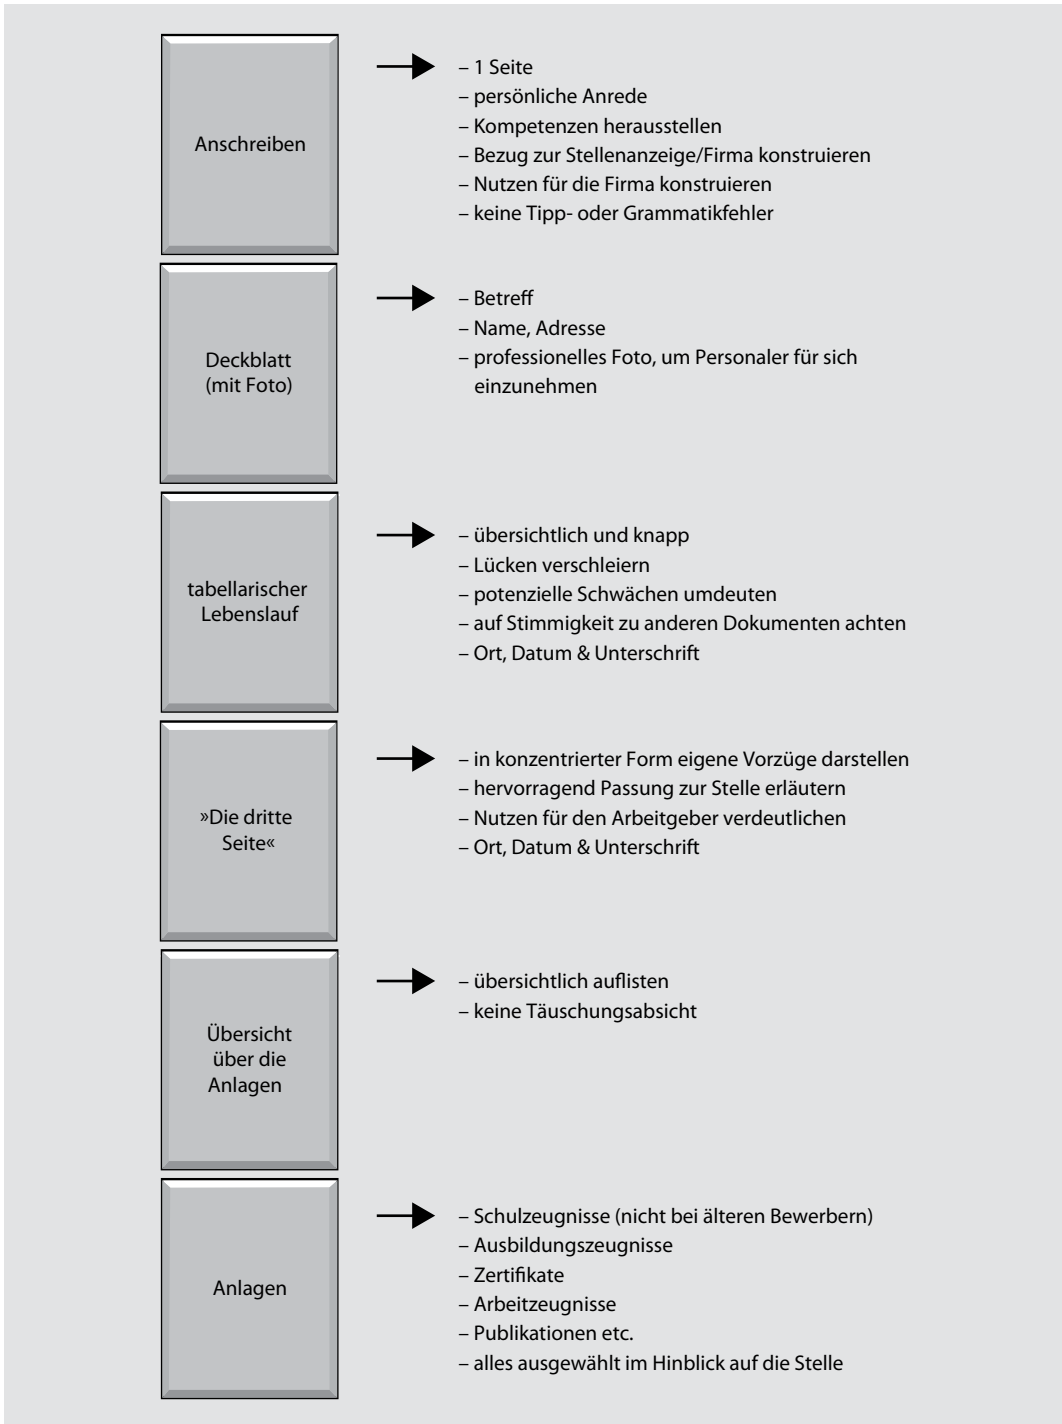 Anschreiben
– 1 Seite
– persönliche Anrede
– Kompetenzen herausstellen
– Bezug zur Stellenanzeige/Firma konstruieren
– Nutzen für die Firma konstruieren
– keine Tipp- oder Grammatikfehler
Deckblatt
(mit Foto)
– Betreff
– Name, Adresse
– professionelles Foto, um Personaler für sich
einzunehmen
tabellarischer
Lebenslauf
– übersichtlich und knapp
– Lücken verschleiern
– potenzielle Schwächen umdeuten
– auf Stimmigkeit zu anderen Dokumenten achten
– Ort, Datum & Unterschrift
»Die dritte
Seite«
– in konzentrierter Form eigene Vorzüge darstellen
– hervorragend Passung zur Stelle erläutern
– Nutzen für den Arbeitgeber verdeutlichen
– Ort, Datum & Unterschrift
Übersicht
über die
Anlagen
– übersichtlich auflisten
– keine Täuschungsabsicht
Anlagen
– Schulzeugnisse (nicht bei älteren Bewerbern)
– Ausbildungszeugnisse
– Zertifikate
– Arbeitzeugnisse
– Publikationen etc.
– alles ausgewählt im Hinblick auf die Stelle